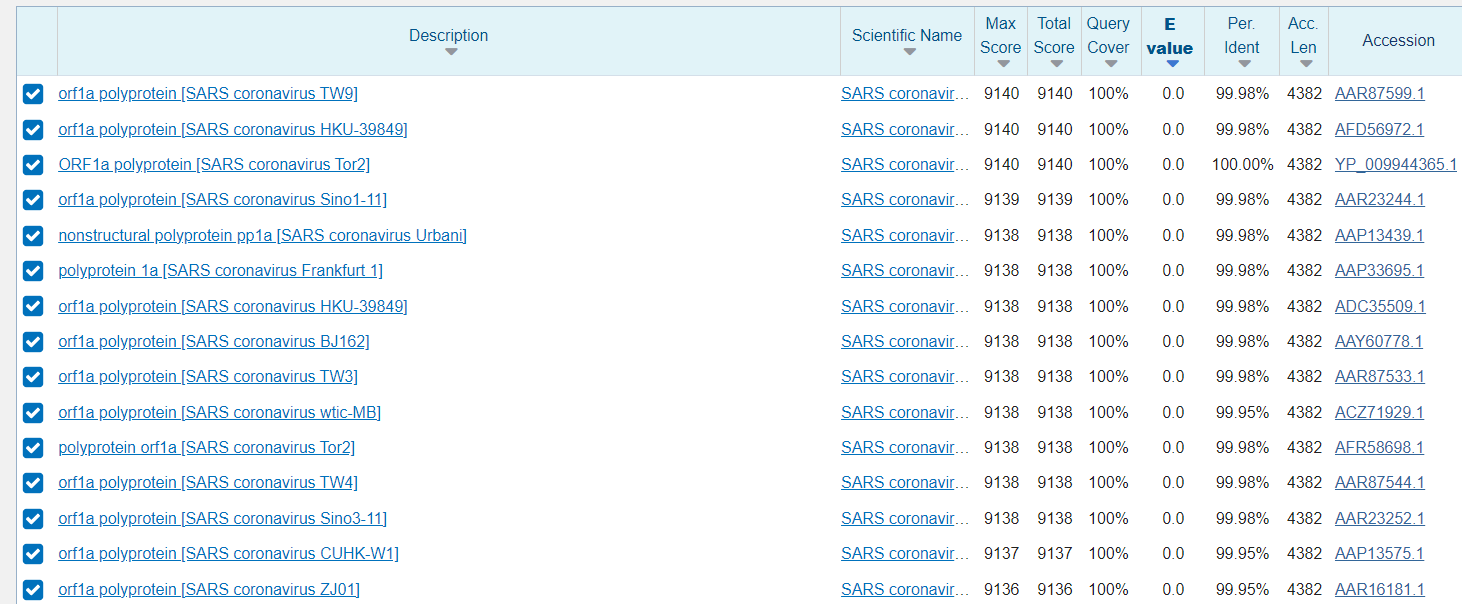 Description Scientific Name Max Score Total Score Query Cover E value Per. Ident Acc. Len Accession
orf1a polyprotein [SARS coronavirus TW9] SARS coronavir... 9140 9140 100% 0.0 99.98% 4382 AAR87599.1
orf1a polyprotein [SARS coronavirus HKU-39849] SARS coronavir... 9140 9140 100% 0.0 99.98% 4382 AFD56972.1
ORF1a polyprotein [SARS coronavirus Tor2] SARS coronavir... 9140 9140 100% 0.0 100.00% 4382 YP_009944365.1
orf1a polyprotein [SARS coronavirus Sino1-11] SARS coronavir... 9139 9139 100% 0.0 99.98% 4382 AAR23244.1
nonstructural polyprotein pp1a [SARS coronavirus Urbani] SARS coronavir... 9138 9138 100% 0.0 99.98% 4382 AAP13439.1
polyprotein 1a [SARS coronavirus Frankfurt 1] SARS coronavir... 9138 9138 100% 0.0 99.98% 4382 AAP33695.1
orf1a polyprotein [SARS coronavirus HKU-39849] SARS coronavir... 9138 9138 100% 0.0 99.98% 4382 ADC35509.1
orf1a polyprotein [SARS coronavirus BJ162] SARS coronavir... 9138 9138 100% 0.0 99.98% 4382 AAY60778.1
orf1a polyprotein [SARS coronavirus TW3] SARS coronavir... 9138 9138 100% 0.0 99.98% 4382 AAR87533.1
orf1a polyprotein [SARS coronavirus wtic-MB] SARS coronavir... 9138 9138 100% 0.0 99.95% 4382 ACZ71929.1
polyprotein orf1a [SARS coronavirus Tor2] SARS coronavir... 9138 9138 100% 0.0 99.98% 4382 AFR58698.1
orf1a polyprotein [SARS coronavirus TW4] SARS coronavir... 9138 9138 100% 0.0 99.98% 4382 AAR87544.1
orf1a polyprotein [SARS coronavirus Sino3-11] SARS coronavir... 9138 9138 100% 0.0 99.98% 4382 AAR23252.1
orf1a polyprotein [SARS coronavirus CUHK-W1] SARS coronavir... 9137 9137 100% 0.0 99.95% 4382 AAP13575.1
orf1a polyprotein [SARS coronavirus ZJ01] SARS coronavir... 9136 9136 100% 0.0 99.95% 4382 AAR16181.1